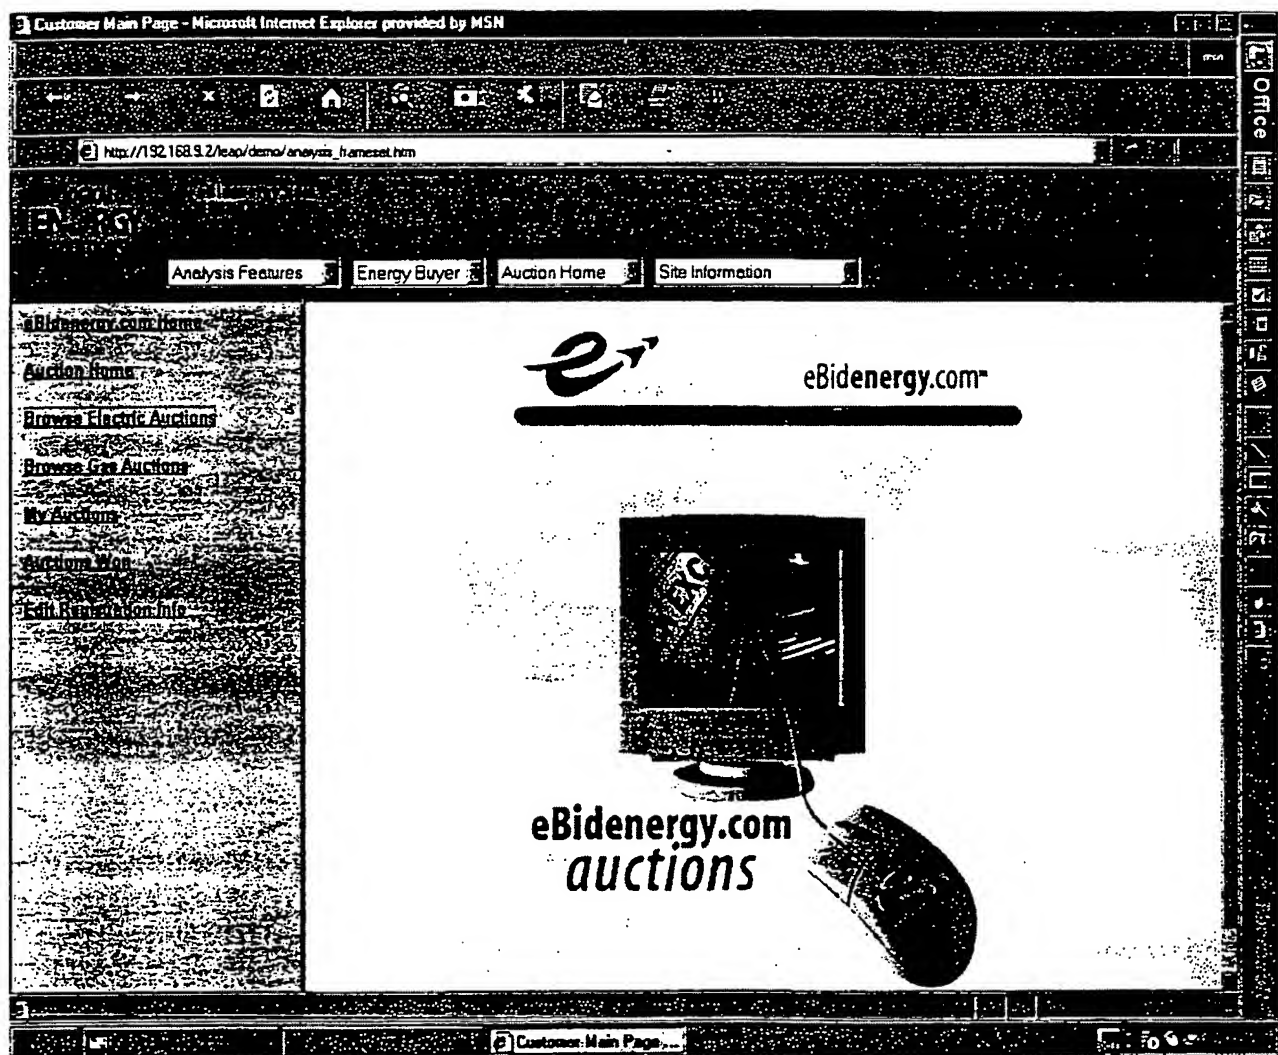 Customer Main Page - Microsoft Internet Explorer provided by MSN
msn
Office
http://192.168.9.2/leap/demo/analysis_frameset.htm
Analysis Features
Energy Buyer
Auction Home
Site Information
eBidenergy.com Home
Auction Home
Browse Electric Auctions
Browse Gas Auctions
My Auctions
Auctions Won
Edit Registration Info
eBidenergy.com™
eBidenergy.com
auctions
Customer Main Page ...